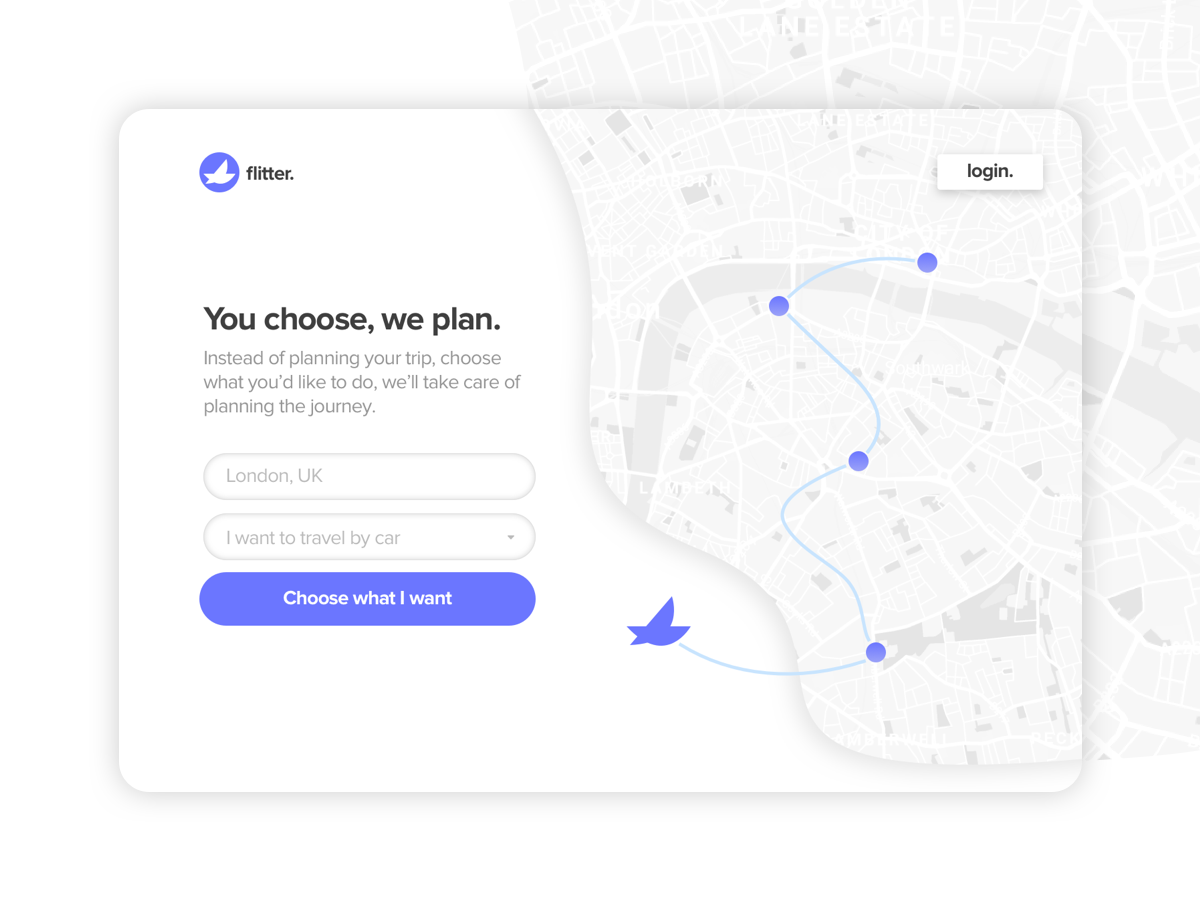 LANE ESTATE
LANE ESTATE
flitter.
login.
CITY OF
You choose, we plan.
Instead of planning your trip, choose
what you’d like to do, we’ll take care of
planning the journey.
Southwark
London, UK
LAMBETH
I want to travel by car
Choose what I want